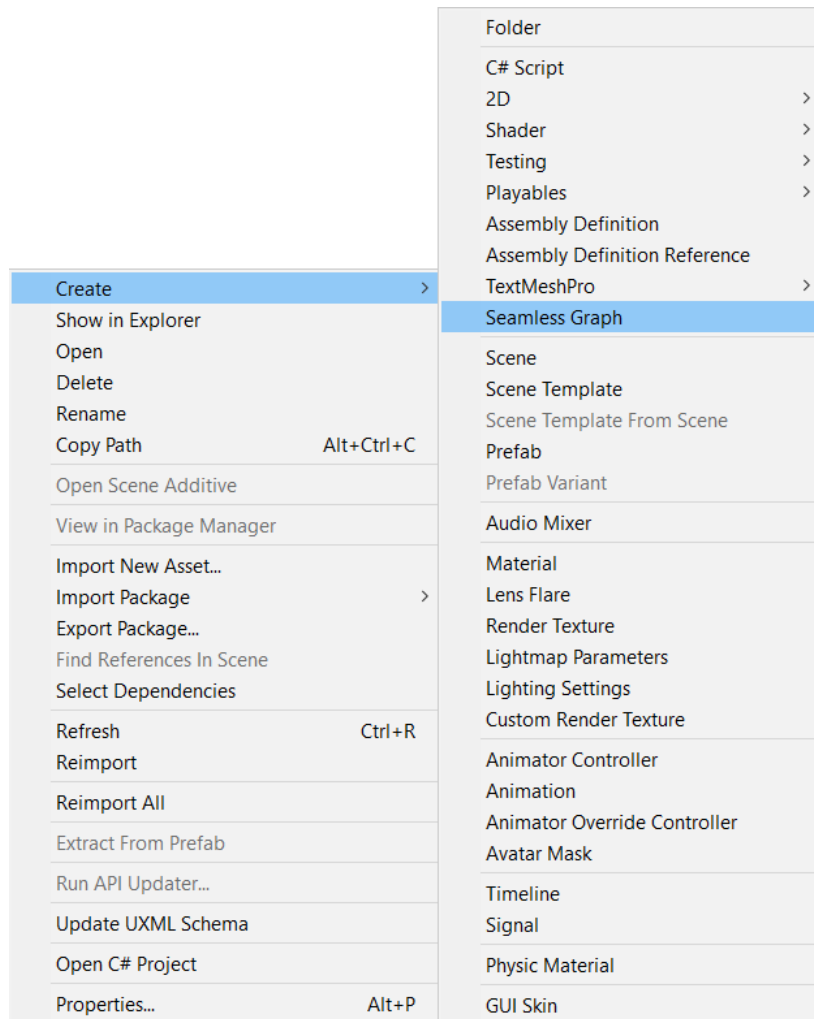 Create
Show in Explorer
Open
Delete
Rename
Copy Path Alt+Ctrl+C
Open Scene Additive
View in Package Manager
Import New Asset...
Import Package
Export Package...
Find References In Scene
Select Dependencies
Refresh Ctrl+R
Reimport
Reimport All
Extract From Prefab
Run API Updater...
Update UXML Schema
Open C# Project
Properties... Alt+P
Folder
C# Script
2D
Shader
Testing
Playables
Assembly Definition
Assembly Definition Reference
TextMeshPro
Seamless Graph
Scene
Scene Template
Scene Template From Scene
Prefab
Prefab Variant
Audio Mixer
Material
Lens Flare
Render Texture
Lightmap Parameters
Lighting Settings
Custom Render Texture
Animator Controller
Animation
Animator Override Controller
Avatar Mask
Timeline
Signal
Physic Material
GUI Skin